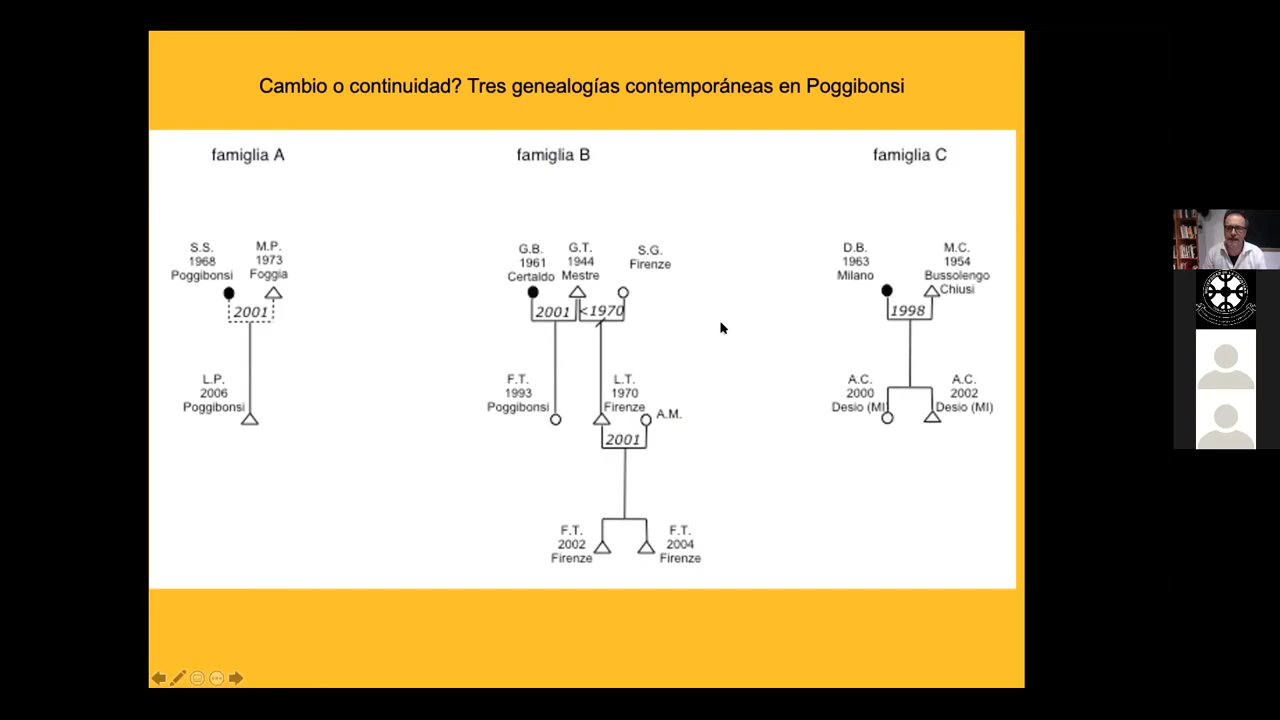 Cambio o continuidad? Tres genealogías contemporáneas en Poggibonsi
famiglia A
famiglia B
famiglia C
S.S.
1968
Poggibonsi
M.P.
1973
Foggia
2001
L.P.
2006
Poggibonsi
G.B.
1961
Certaldo
G.T.
1944
Mestre
S.G.
Firenze
2001
<1970
F.T.
1993
Poggibonsi
L.T.
1970
Firenze
A.M.
2001
F.T.
2002
Firenze
F.T.
2004
Firenze
D.B.
1963
Milano
M.C.
1954
Bussolengo
Chiusi
1998
A.C.
2000
Desio (MI
A.C.
2002
Desio (MI)